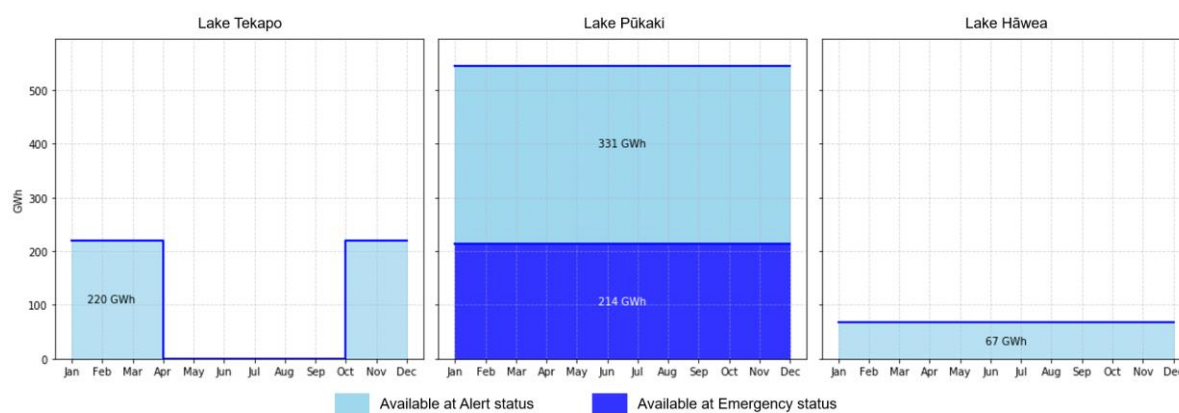 Lake Tekapo
Lake Pūkaki
Lake Hāwea
GWh
500
400
300
200
100
0
220 GWh
331 GWh
214 GWh
67 GWh
Jan Feb Mar Apr May Jun Jul Aug Sep Oct Nov Dec
Jan Feb Mar Apr May Jun Jul Aug Sep Oct Nov Dec
Jan Feb Mar Apr May Jun Jul Aug Sep Oct Nov Dec
Available at Alert status
Available at Emergency status